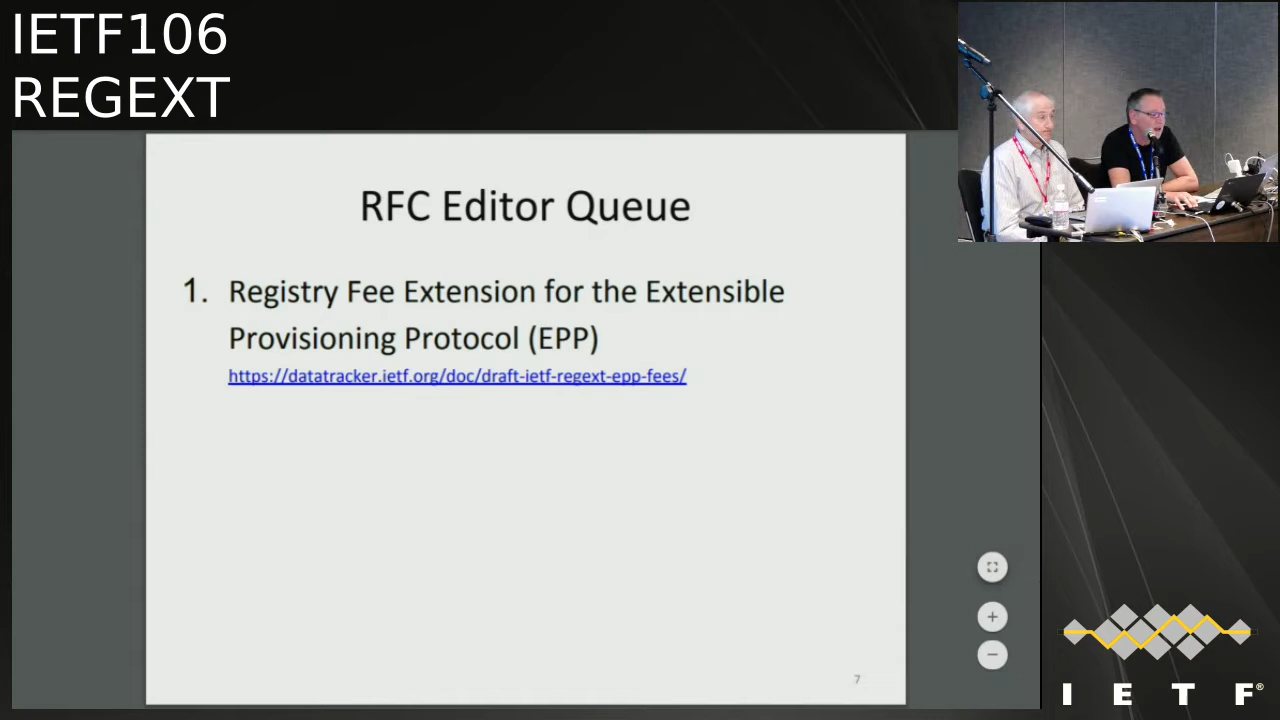 IETF106
REGEXT
RFC Editor Queue
1. Registry Fee Extension for the Extensible
Provisioning Protocol (EPP)
https://datatracker.ietf.org/doc/draft-ietf-regext-epp-fees/
7
I E T F®